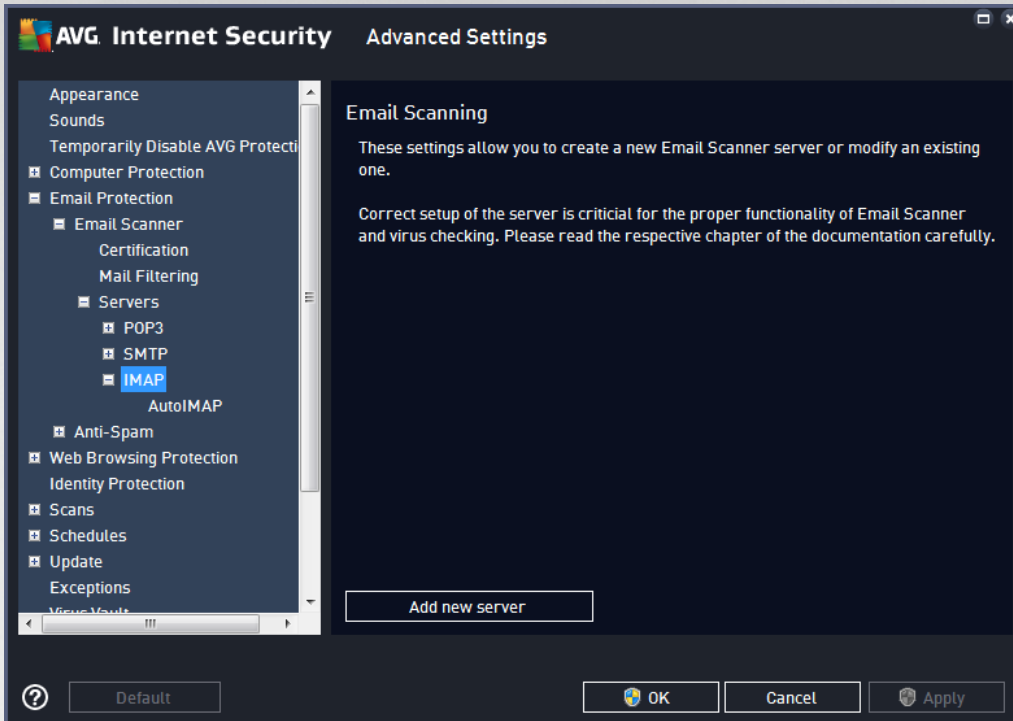 AVG. Internet Security Advanced Settings
Appearance
Sounds
Temporarily Disable AVG Protecti
Computer Protection
Email Protection
Email Scanner
Certification
Mail Filtering
Servers
POP3
SMTP
IMAP
AutoIMAP
Anti-Spam
Web Browsing Protection
Identity Protection
Scans
Schedules
Update
Exceptions
Virus Vault
Email Scanning
These settings allow you to create a new Email Scanner server or modify an existing
one.
Correct setup of the server is criticial for the proper functionality of Email Scanner
and virus checking. Please read the respective chapter of the documentation carefully.
Add new server
Default
OK
Cancel
Apply